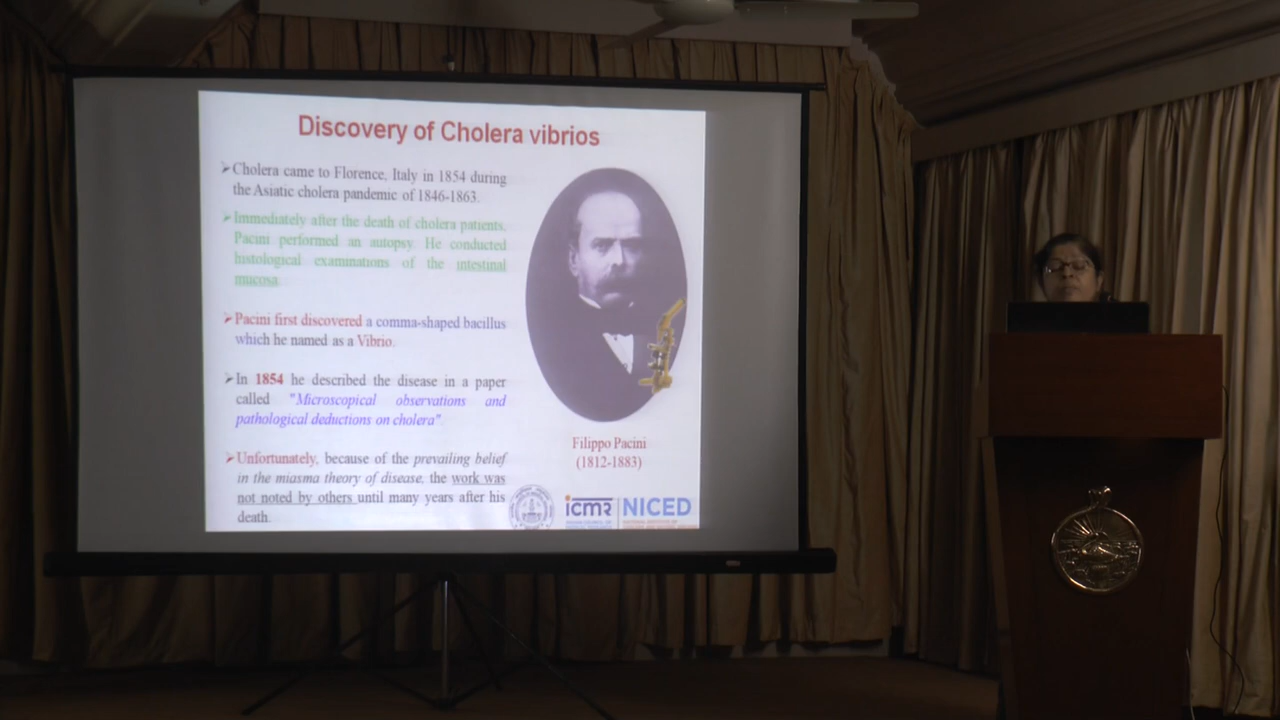 Discovery of Cholera vibrios
➢Cholera came to Florence, Italy in 1854 during
the Asiatic cholera pandemic of 1846-1863.
➢Immediately after the death of cholera patients,
Pacini performed an autopsy. He conducted
histological examinations of the intestinal
mucosa.
➢Pacini first discovered a comma-shaped bacillus
which he named as a Vibrio.
➢In 1854 he described the disease in a paper
called "Microscopical observations and
pathological deductions on cholera".
➢Unfortunately, because of the prevailing belief
in the miasma theory of disease, the work was
not noted by others until many years after his
death.
Filippo Pacini
(1812-1883)
icmr
NICED